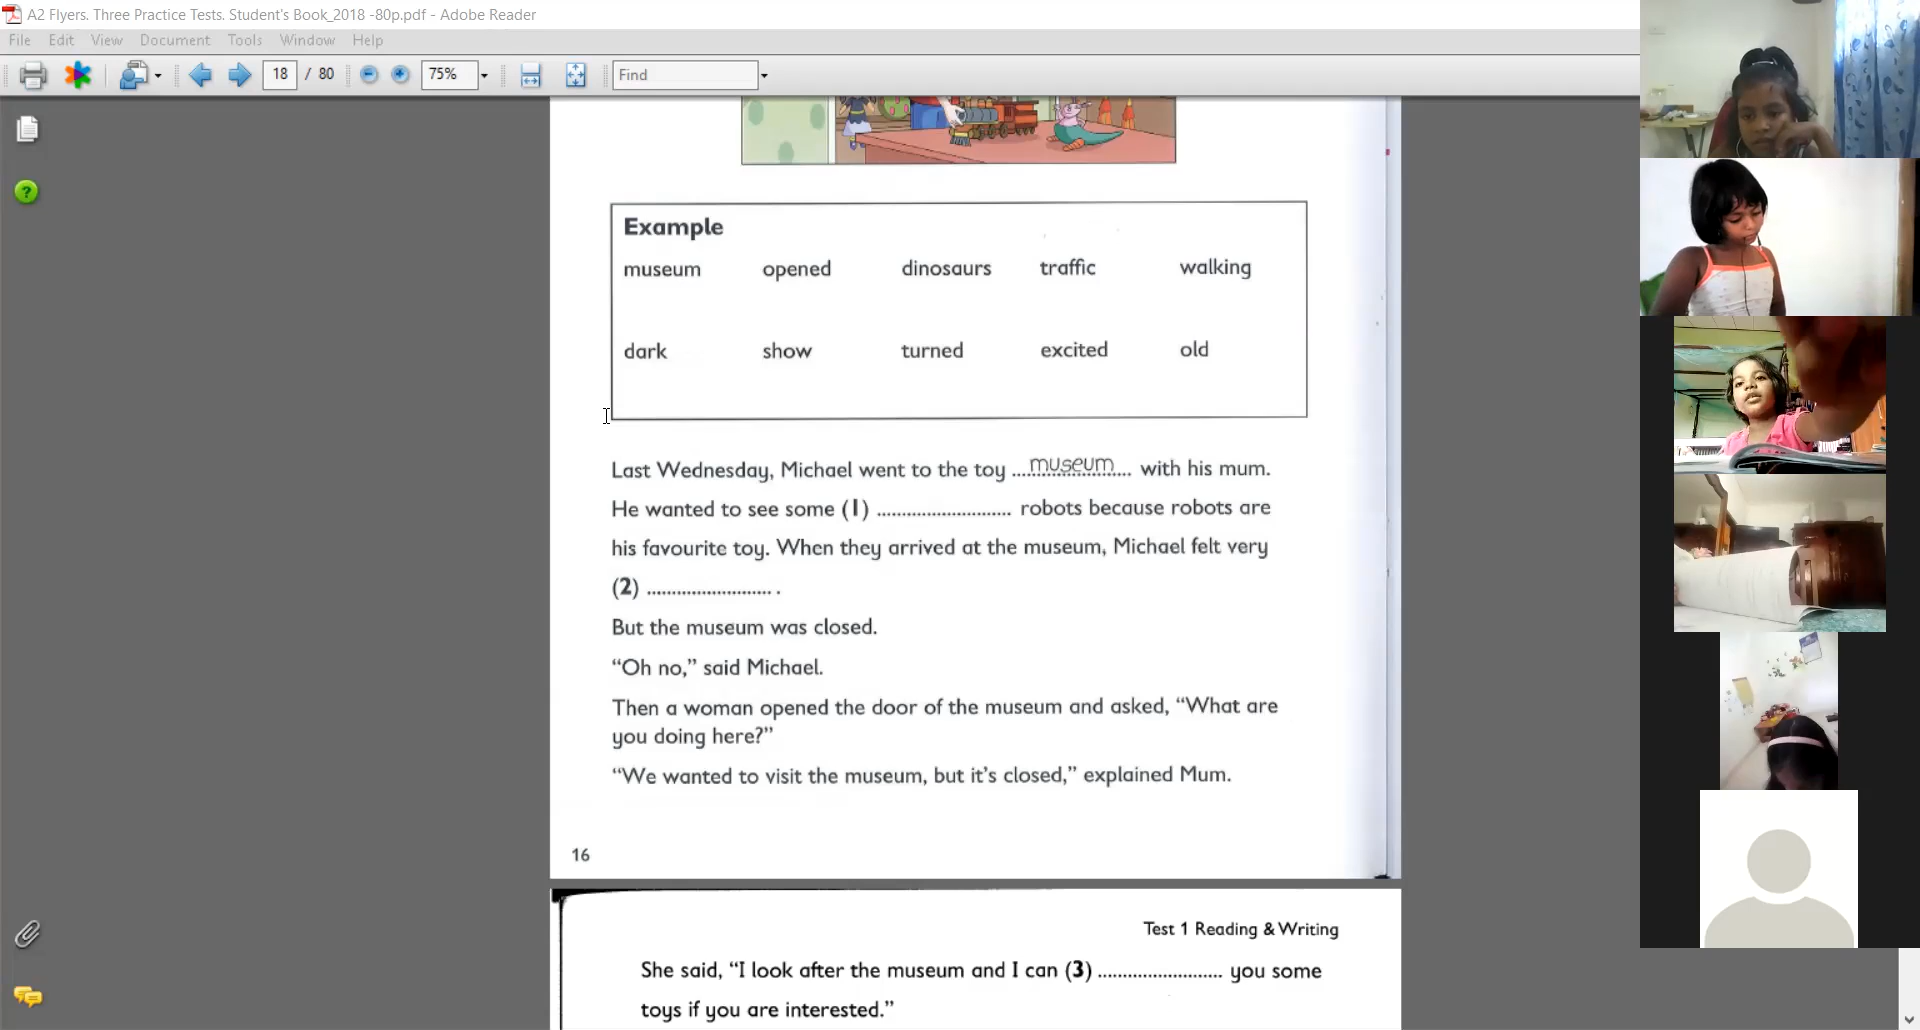 A2 Flyers. Three Practice Tests. Student's Book_2018 -80p.pdf - Adobe Reader
File Edit View Document Tools Window Help
18 / 80 75% Find
Example
museum opened dinosaurs traffic walking
dark show turned excited old
Last Wednesday, Michael went to the toy ....museum.... with his mum.
He wanted to see some (1) ........................... robots because robots are
his favourite toy. When they arrived at the museum, Michael felt very
(2) ......................... .
But the museum was closed.
“Oh no,” said Michael.
Then a woman opened the door of the museum and asked, “What are
you doing here?”
“We wanted to visit the museum, but it’s closed,” explained Mum.
16
Test 1 Reading & Writing
She said, “I look after the museum and I can (3) ......................... you some
toys if you are interested.”